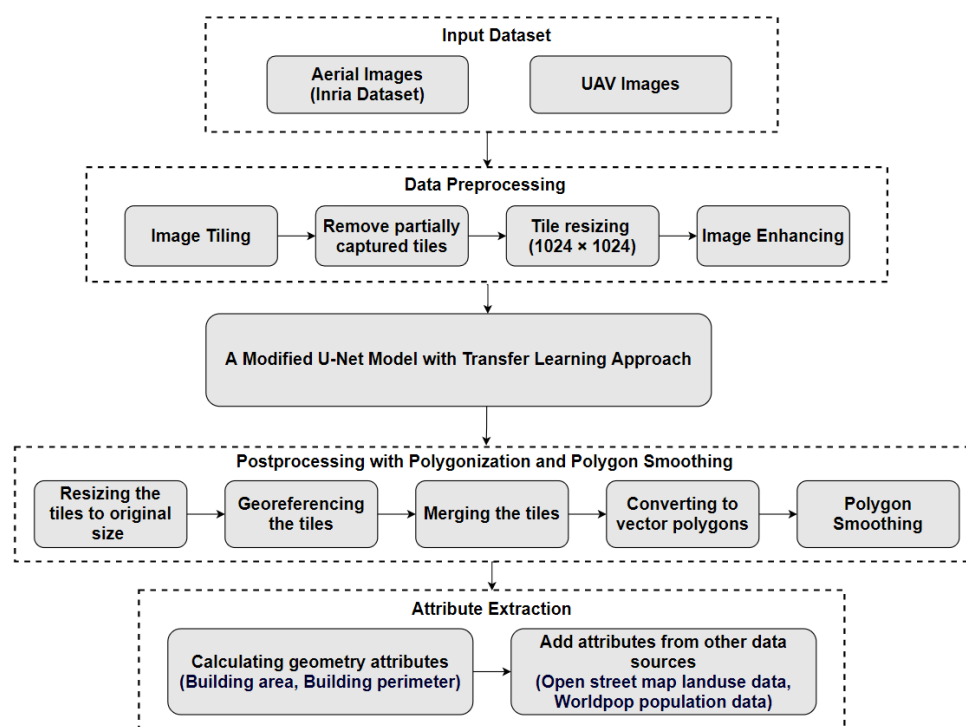 Input Dataset
Aerial Images
(Inria Dataset)
UAV Images
Data Preprocessing
Image Tiling
Remove partially
captured tiles
Tile resizing
(1024 × 1024)
Image Enhancing
A Modified U-Net Model with Transfer Learning Approach
Postprocessing with Polygonization and Polygon Smoothing
Resizing the
tiles to original
size
Georeferencing
the tiles
Merging the tiles
Converting to
vector polygons
Polygon
Smoothing
Attribute Extraction
Calculating geometry attributes
(Building area, Building perimeter)
Add attributes from other data
sources
(Open street map landuse data,
Worldpop population data)